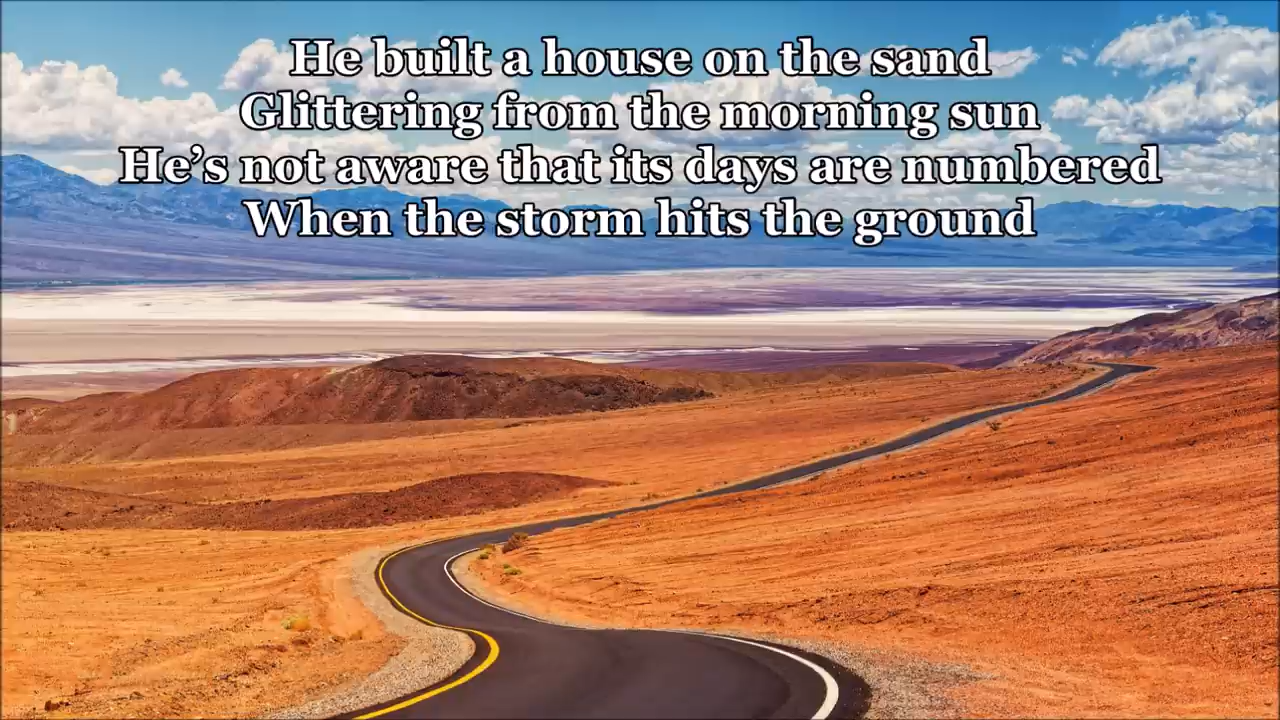 He built a house on the sand
Glittering from the morning sun
He’s not aware that its days are numbered
When the storm hits the ground